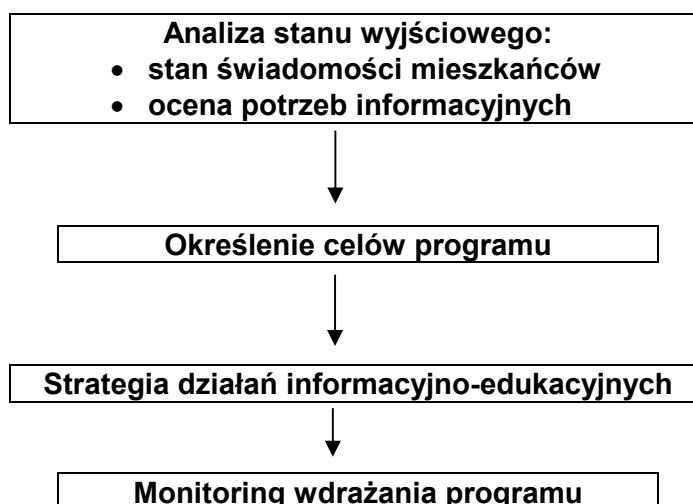 Analiza stanu wyjściowego:
• stan świadomości mieszkańców
• ocena potrzeb informacyjnych
Określenie celów programu
Strategia działań informacyjno-edukacyjnych
Monitoring wdrażania programu